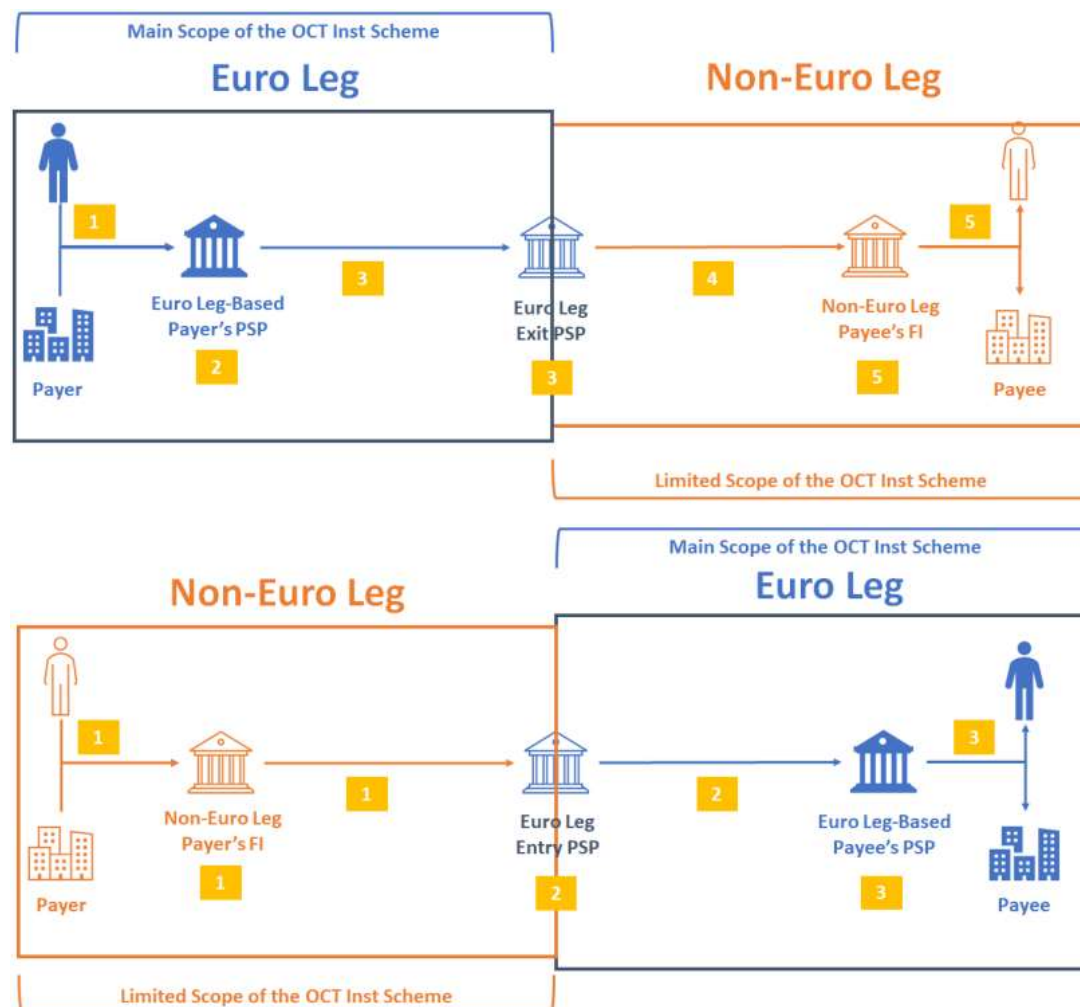 Main Scope of the OCT Inst Scheme
Euro Leg
Non-Euro Leg
1
3
4
5
Euro Leg-Based
Payer's PSP
Euro Leg
Exit PSP
Non-Euro Leg
Payee's FI
2
3
5
Payer
Payee
Limited Scope of the OCT Inst Scheme
Main Scope of the OCT Inst Scheme
Non-Euro Leg
Euro Leg
1
1
2
3
Non-Euro Leg
Payer's FI
Euro Leg
Entry PSP
Euro Leg-Based
Payee's PSP
1
2
3
Payer
Payee
Limited Scope of the OCT Inst Scheme